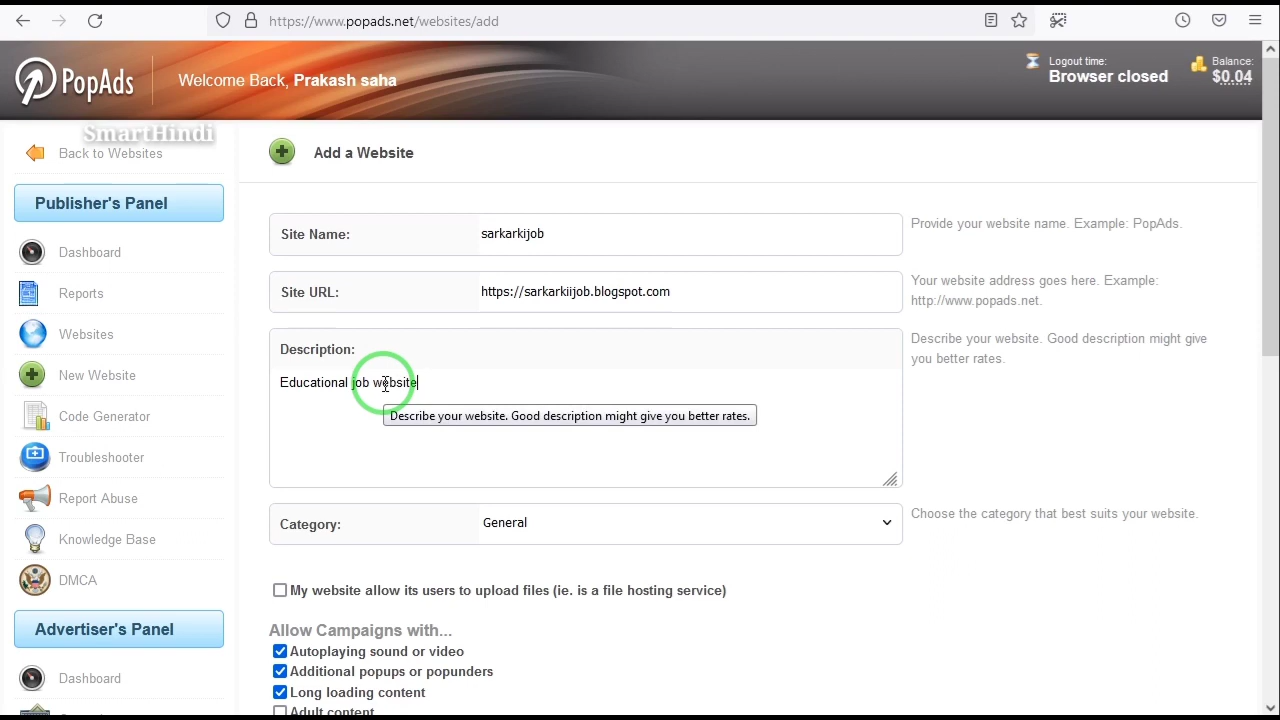 https://www.popads.net/websites/add
PopAds
Welcome Back, Prakash saha
Logout time:
Browser closed
Balance:
$0.04
SmartHindi
Back to Websites
Publisher's Panel
Dashboard
Reports
Websites
New Website
Code Generator
Troubleshooter
Report Abuse
Knowledge Base
DMCA
Advertiser's Panel
Dashboard
Add a Website
Site Name: sarkarkijob
Provide your website name. Example: PopAds.
Site URL: https://sarkarkiijob.blogspot.com
Your website address goes here. Example:
http://www.popads.net.
Description:
Educational job website
Describe your website. Good description might give you better rates.
Describe your website. Good description might give
you better rates.
Category: General
Choose the category that best suits your website.
My website allow its users to upload files (ie. is a file hosting service)
Allow Campaigns with...
Autoplaying sound or video
Additional popups or popunders
Long loading content
Adult content